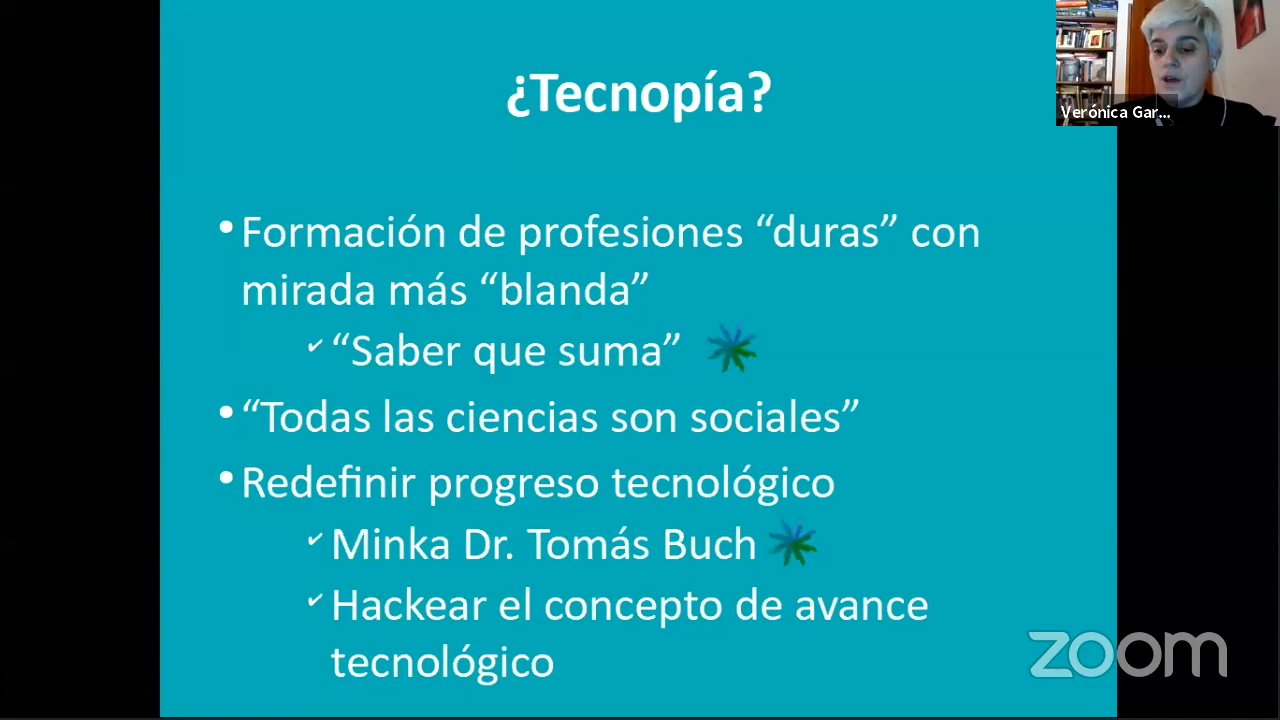 ¿Tecnopía?
Verónica Gar...
• Formación de profesiones “duras” con
mirada más “blanda”
✔ “Saber que suma”
• “Todas las ciencias son sociales”
• Redefinir progreso tecnológico
✔ Minka Dr. Tomás Buch
✔ Hackear el concepto de avance
tecnológico
zoom